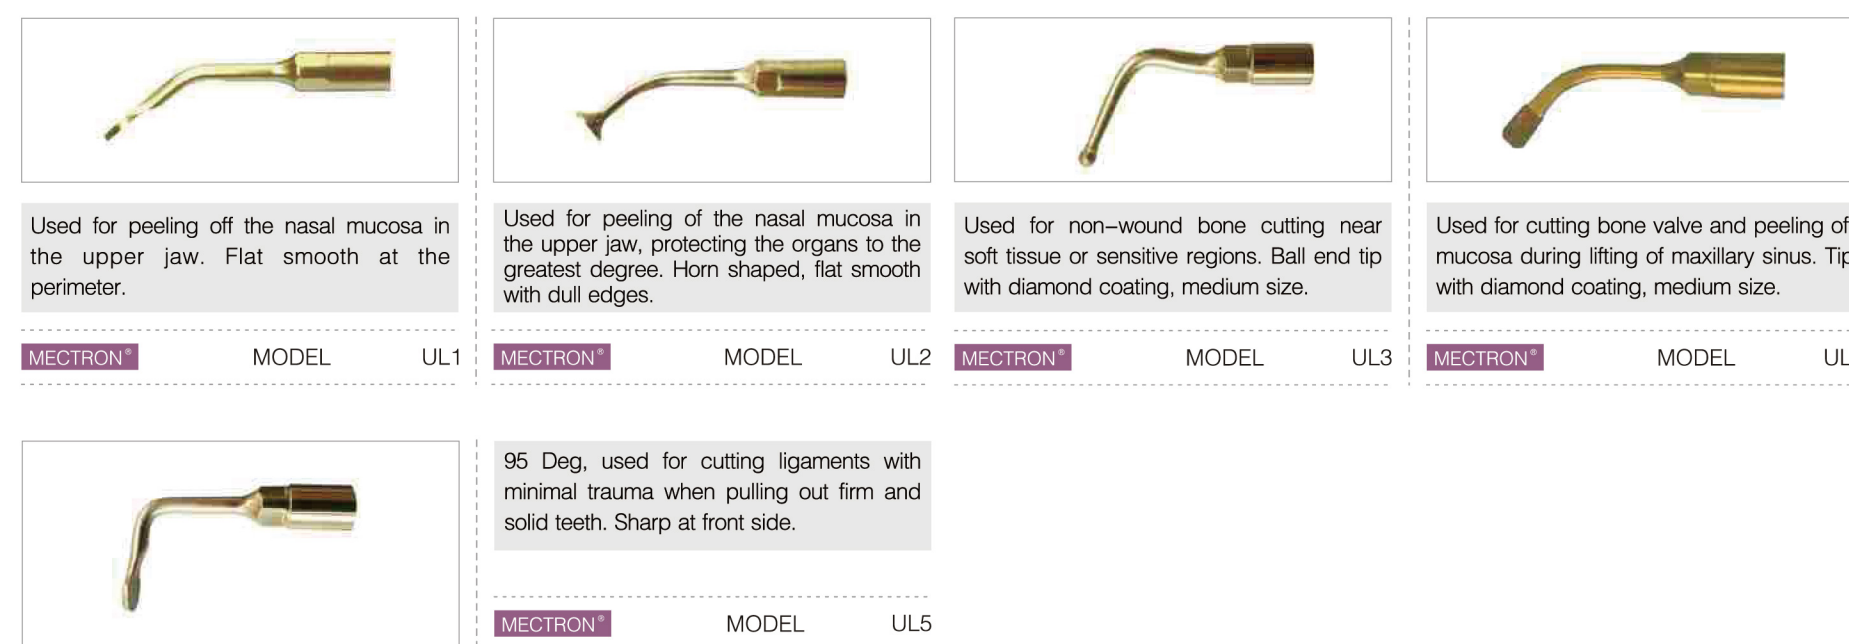 Used for peeling off the nasal mucosa in
the upper jaw. Flat smooth at the
perimeter.
MECTRON® MODEL UL1
Used for peeling of the nasal mucosa in
the upper jaw, protecting the organs to the
greatest degree. Horn shaped, flat smooth
with dull edges.
MECTRON® MODEL UL2
Used for non-wound bone cutting near
soft tissue or sensitive regions. Ball end tip
with diamond coating, medium size.
MECTRON® MODEL UL3
Used for cutting bone valve and peeling of
mucosa during lifting of maxillary sinus. Tip
with diamond coating, medium size.
MECTRON® MODEL UL
95 Deg, used for cutting ligaments with
minimal trauma when pulling out firm and
solid teeth. Sharp at front side.
MECTRON® MODEL UL5